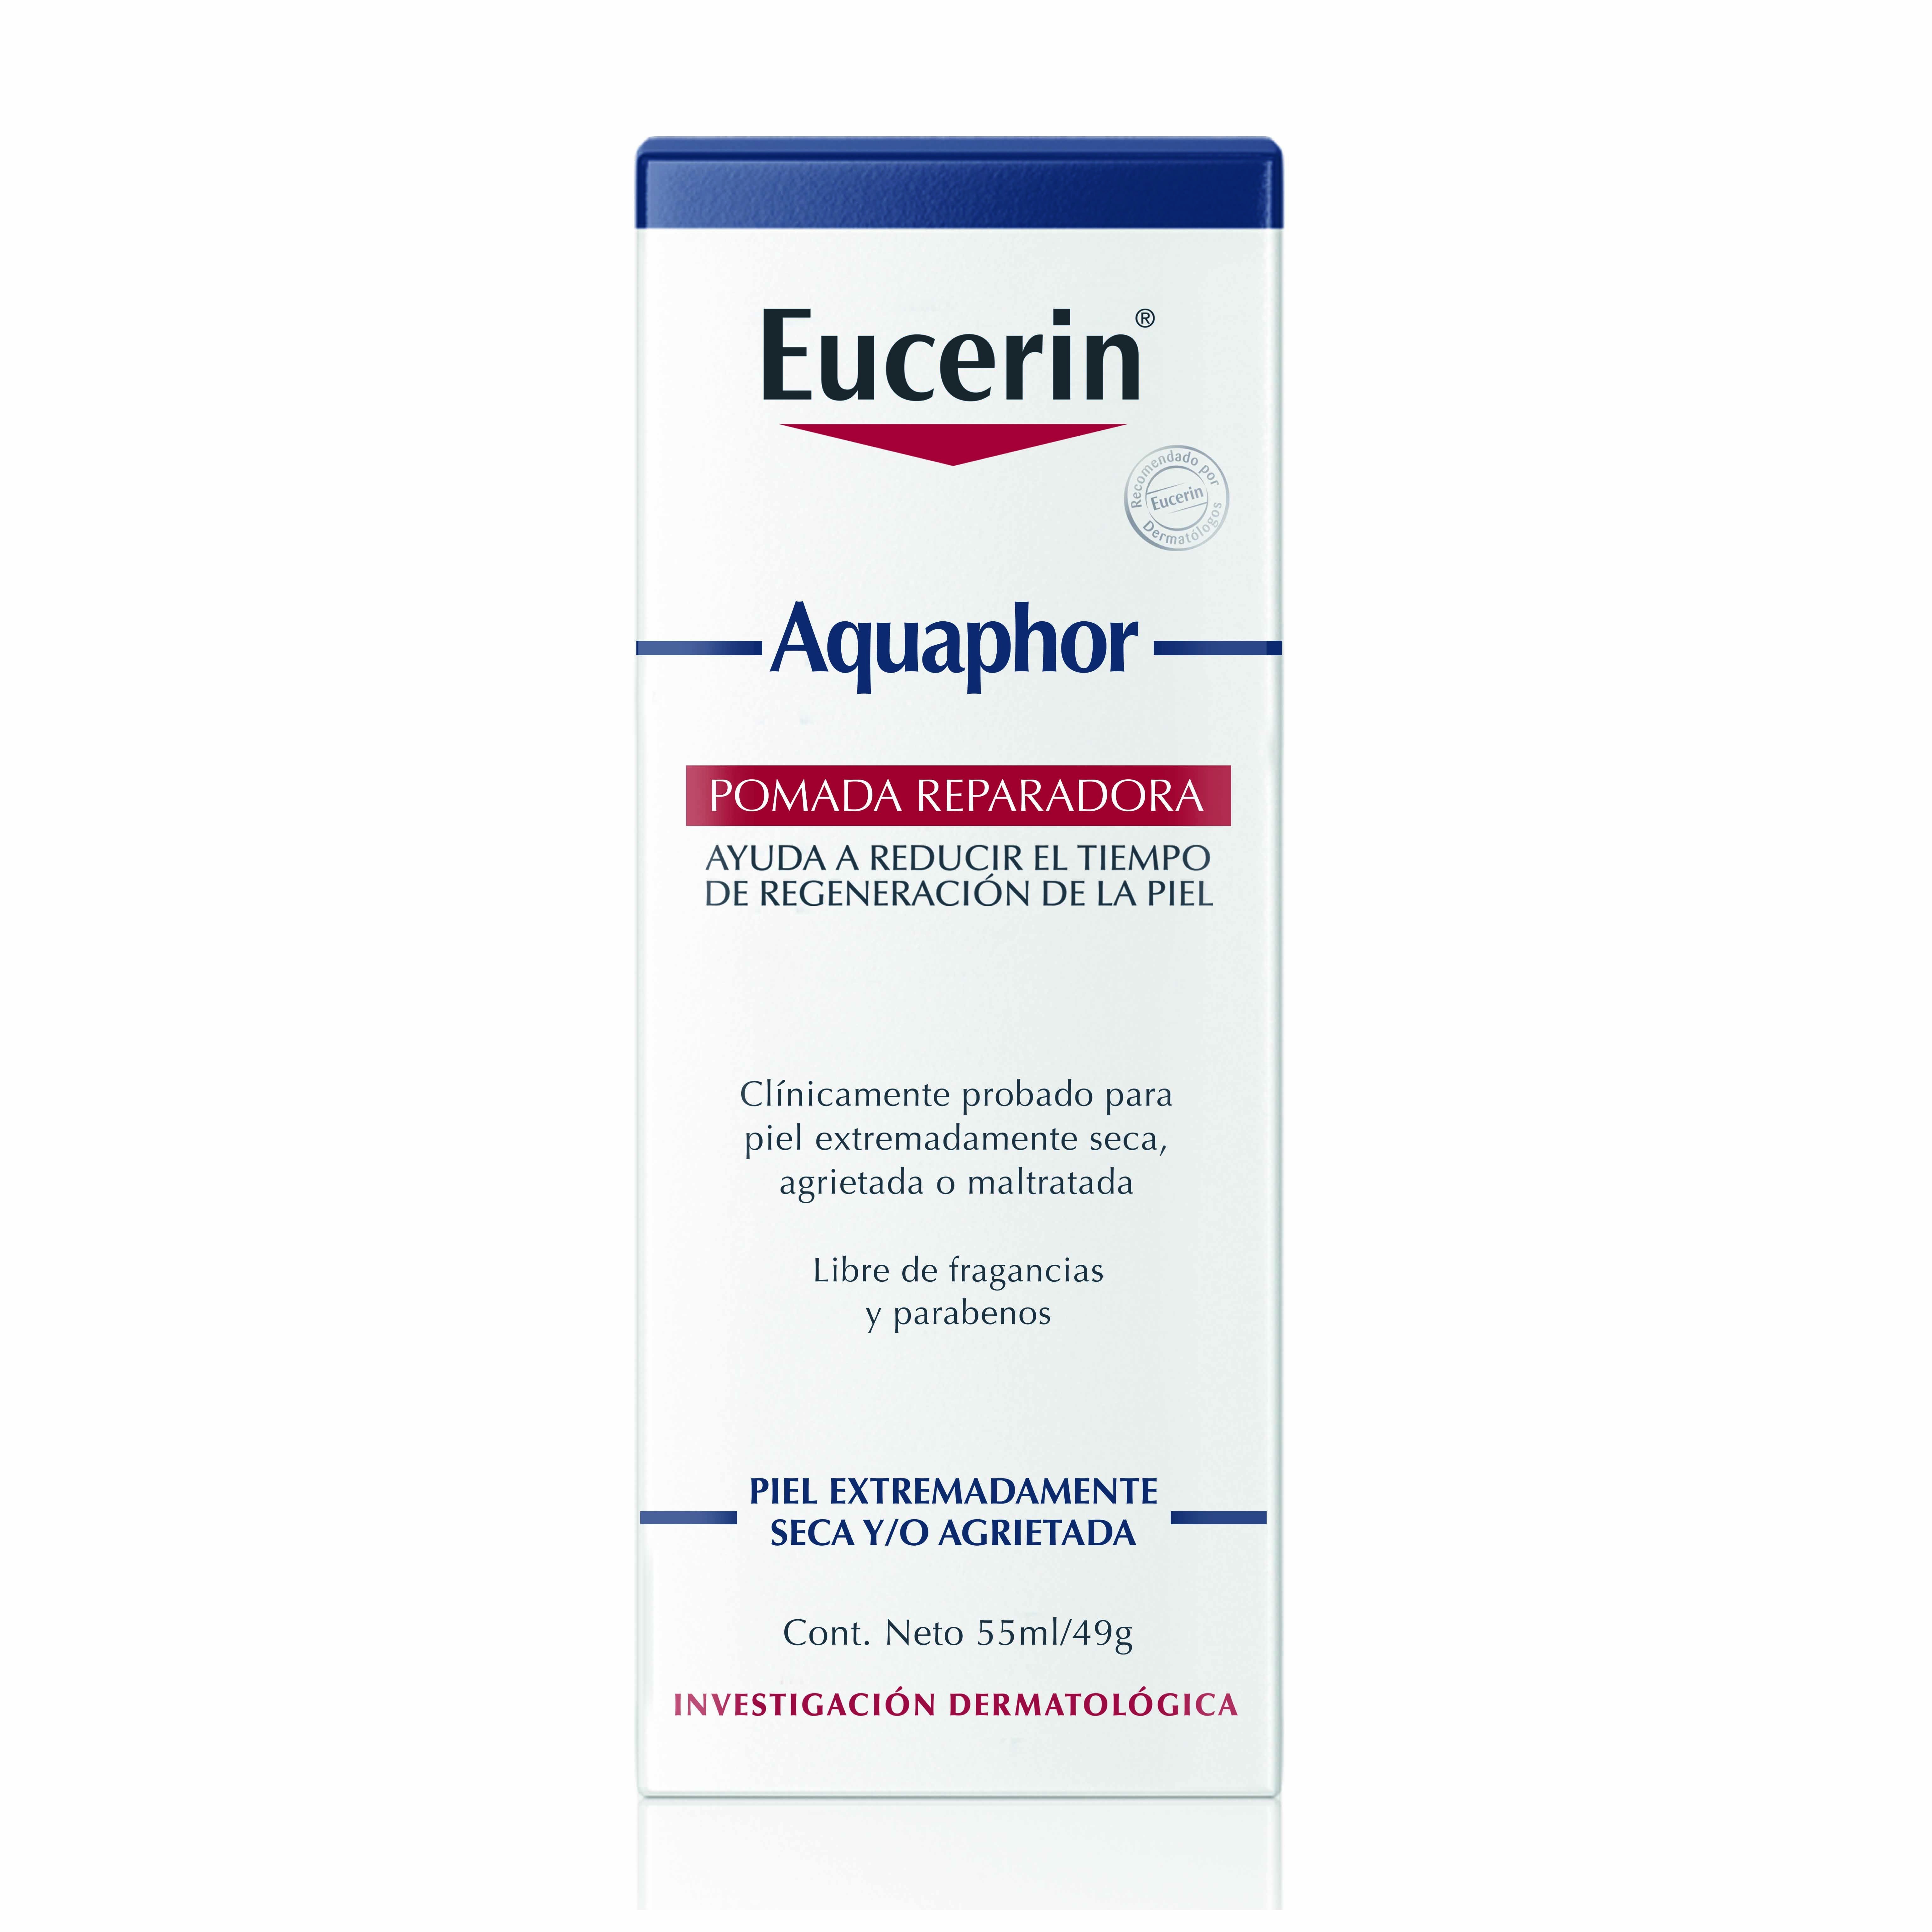 Eucerin®
Recomendado por
Eucerin
Dermatólogos
Aquaphor
POMADA REPARADORA
AYUDA A REDUCIR EL TIEMPO
DE REGENERACIÓN DE LA PIEL
Clínicamente probado para
piel extremadamente seca,
agrietada o maltratada
Libre de fragancias
y parabenos
PIEL EXTREMADAMENTE
SECA Y/O AGRIETADA
Cont. Neto 55ml/49g
INVESTIGACIÓN DERMATOLÓGICA